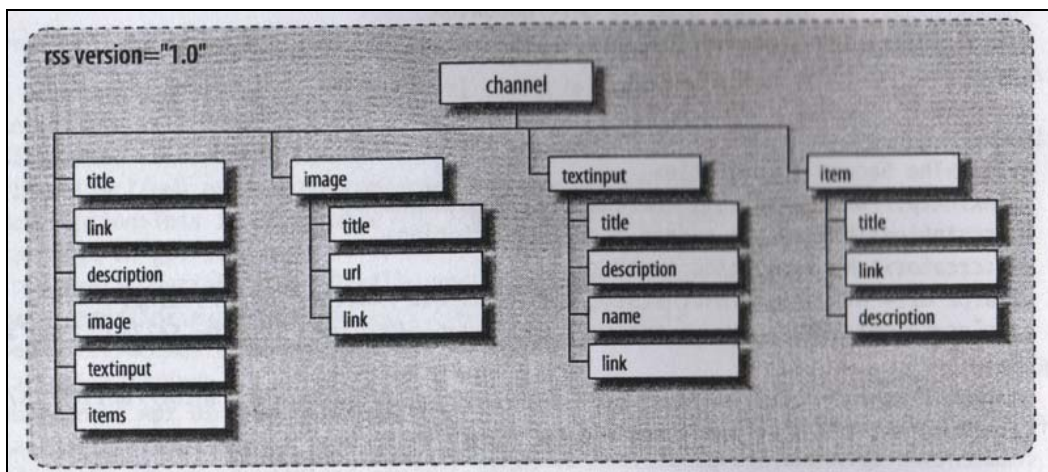 rss version="1.0"
channel
title
link
description
image
textinput
items
image
title
url
link
textinput
title
description
name
link
item
title
link
description